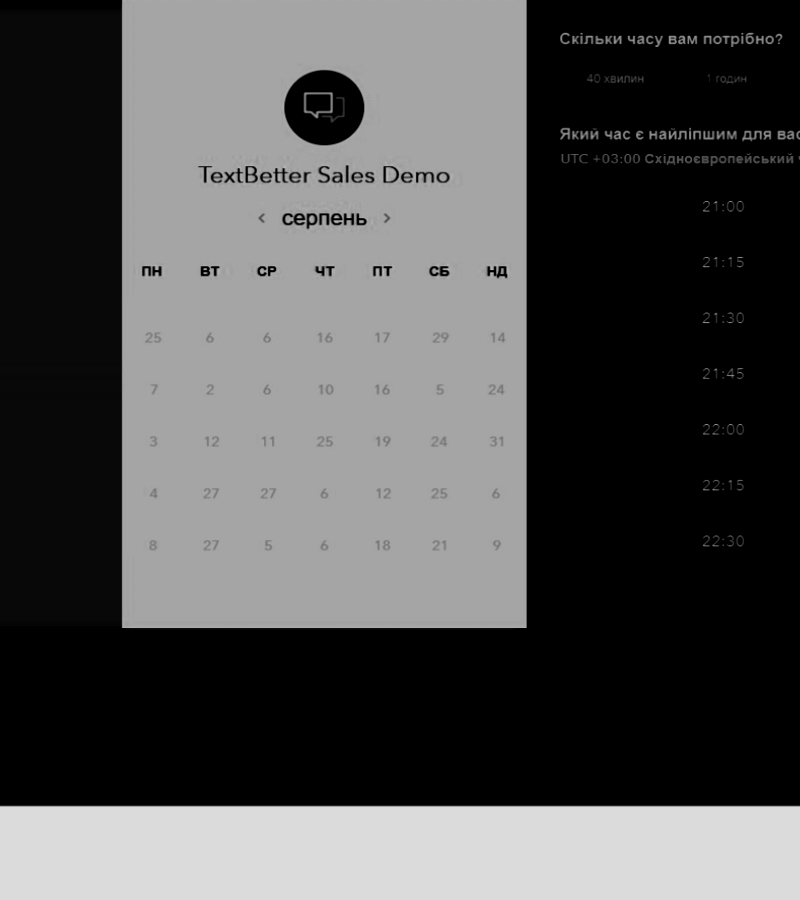 TextBetter Sales Demo
серпень
ПН ВТ СР ЧТ ПТ СБ НД
25 6 6 16 17 29 14
7 2 6 10 16 5 24
3 12 11 25 19 24 31
4 27 27 6 12 25 6
8 27 5 6 18 21 9
Скільки часу вам потрібно?
40 хвилин 1 годин
Який час є найліпшим для вас
UTC +03:00 Східноєвропейський
21:00
21:15
21:30
21:45
22:00
22:15
22:30